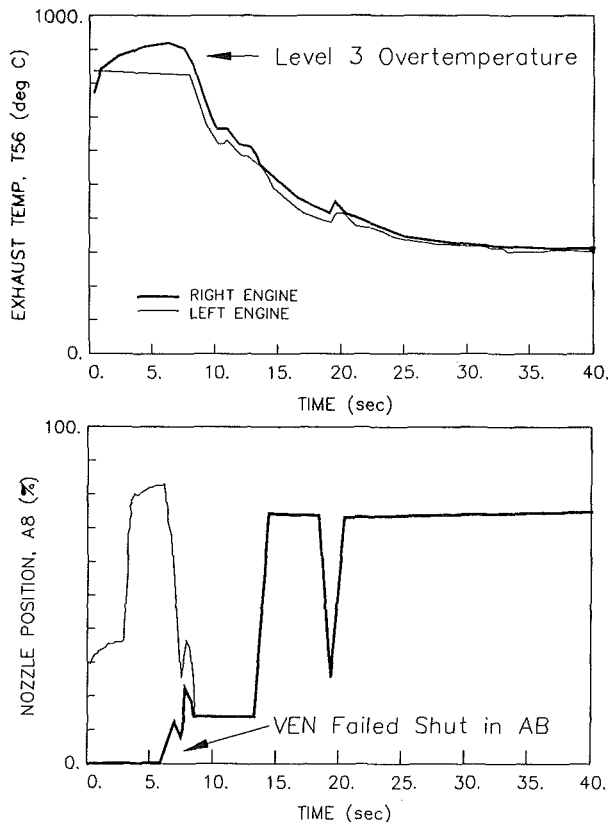 1000.
Level 3 Overtemperature
EXHAUST TEMP, T56 (deg C)
RIGHT ENGINE
LEFT ENGINE
0.
0. 5. 10. 15. 20. 25. 30. 35. 40.
TIME (sec)
100.
NOZZLE POSITION, A8 (%)
VEN Failed Shut in AB
0.
0. 5. 10. 15. 20. 25. 30. 35. 40.
TIME (sec)